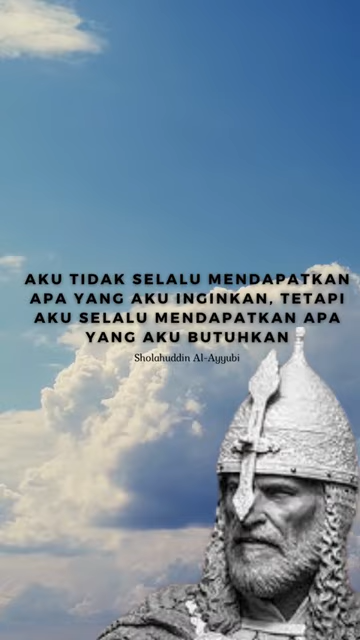 AKU TIDAK SELALU MENDAPATKAN
APA YANG AKU INGINKAN, TETAPI
AKU SELALU MENDAPATKAN APA
YANG AKU BUTUHKAN
Sholahuddin Al-Ayyubi